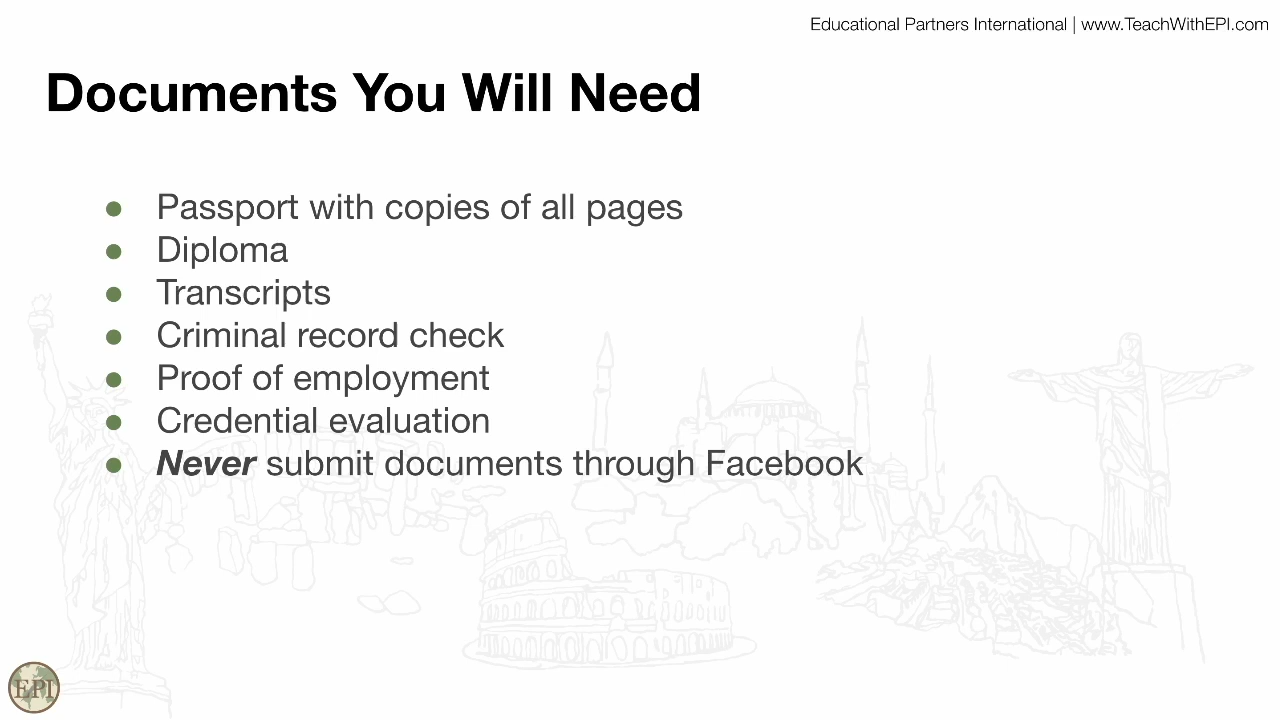 Educational Partners International | www.TeachWithEPI.com
Documents You Will Need
● Passport with copies of all pages
● Diploma
● Transcripts
● Criminal record check
● Proof of employment
● Credential evaluation
● Never submit documents through Facebook
EPI